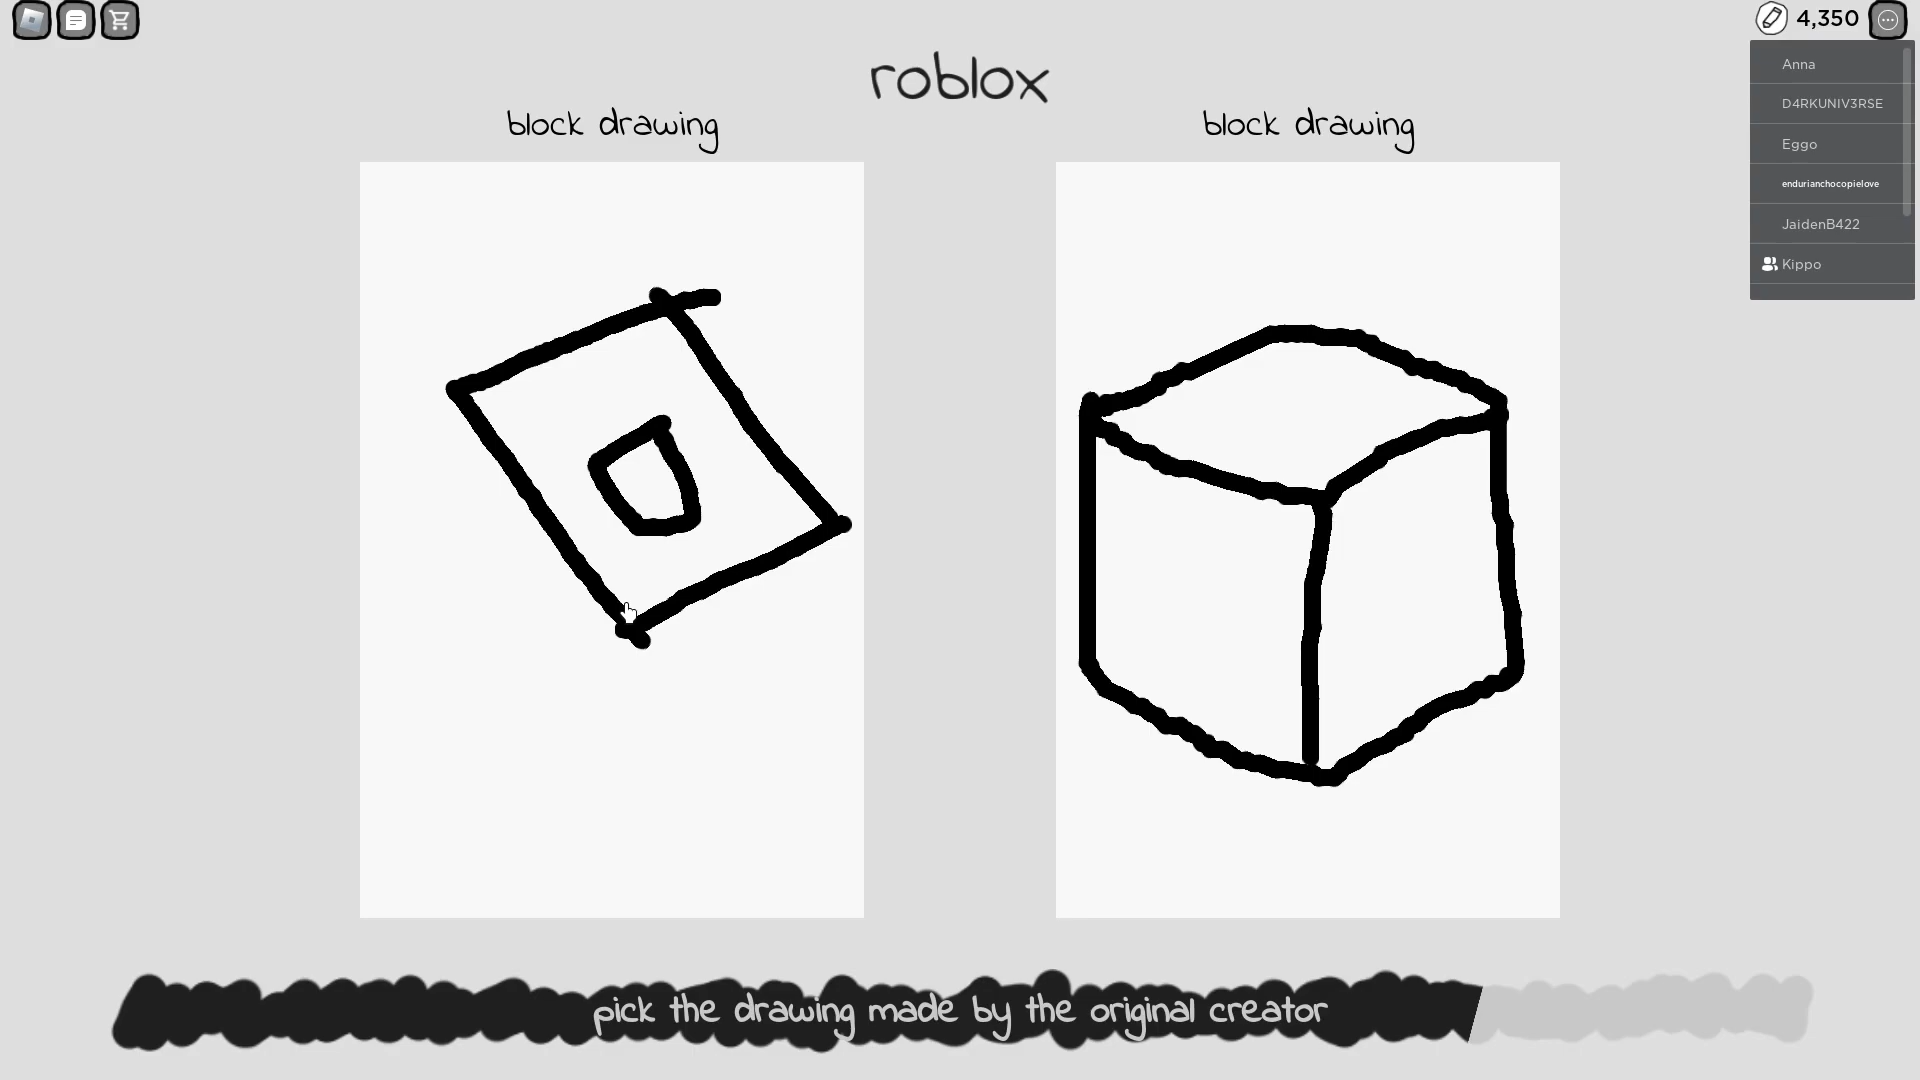 4,350
Anna
D4RKUNIV3RSE
Eggo
endurianchocopielove
JaidenB422
Kippo
roblox
block drawing
block drawing
pick the drawing made by the original creator